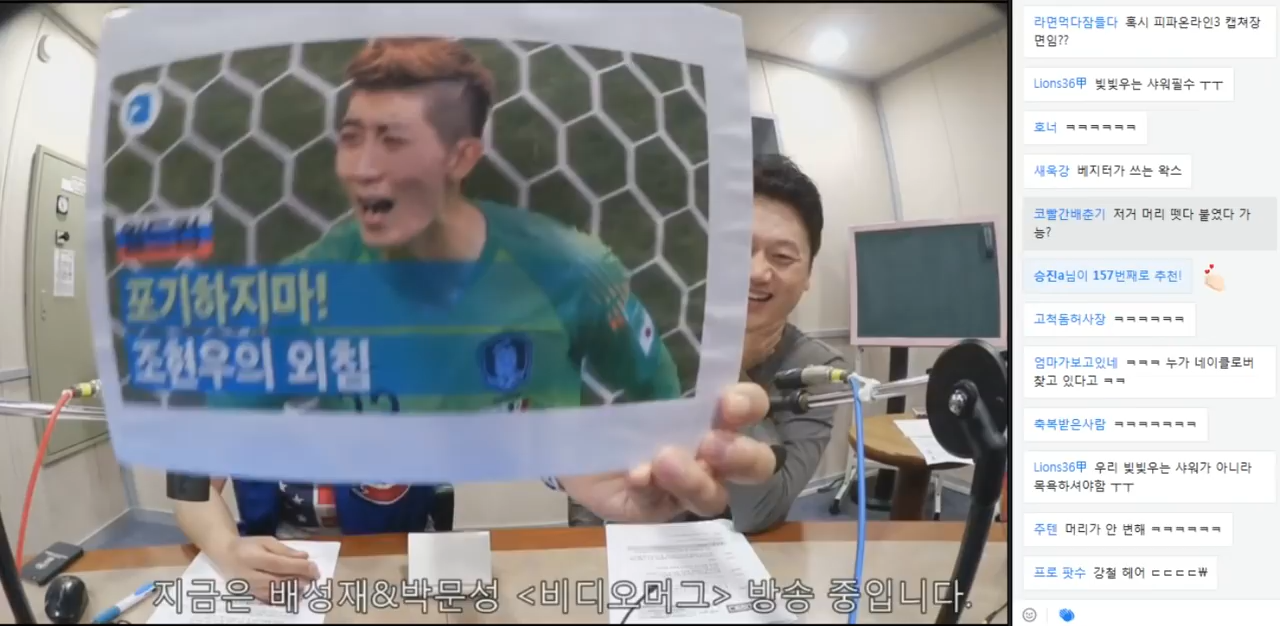 포기하지마!
조현우의 외침
지금은 배성재&박문성 <비디오머그> 방송 중입니다.
라면먹다잠들다 혹시 피파온라인3 캡쳐장
면임??
Lions36甲 빛빛우는 샤워필수 ㅜㅜ
호너 ㅋㅋㅋㅋㅋㅋ
새욱강 베지터가 쓰는 왁스
코빨간배춘기 저거 머리 뗏다 붙였다 가
능?
승진a님이 157번째로 추천!
고척돔허사장 ㅋㅋㅋㅋㅋㅋ
엄마가보고있네 ㅋㅋㅋ 누가 네이클로버
찾고 있다고 ㅋㅋ
축복받은사람 ㅋㅋㅋㅋㅋㅋㅋ
Lions36甲 우리 빛빛우는 샤워가 아니라
목욕하셔야함 ㅜㅜ
주텐 머리가 안 변해 ㅋㅋㅋㅋㅋㅋ
프로 팟수 강철 헤어 ㄷㄷㄷㄷ₩